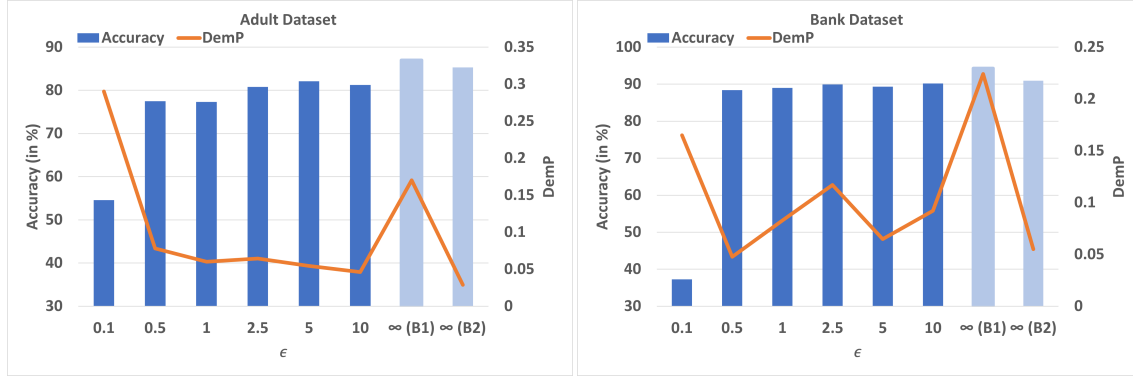 Adult Dataset
Accuracy DemP
90
80
70
60
50
40
30
Accuracy (in %)
0.35
0.3
0.25
0.2
0.15
0.1
0.05
0
DemP
0.1 0.5 1 2.5 5 10 ∞ (B1) ∞ (B2)
ϵ
Bank Dataset
Accuracy DemP
100
90
80
70
60
50
40
30
Accuracy (in %)
0.25
0.2
0.15
0.1
0.05
0
DemP
0.1 0.5 1 2.5 5 10 ∞ (B1) ∞ (B2)
ϵ